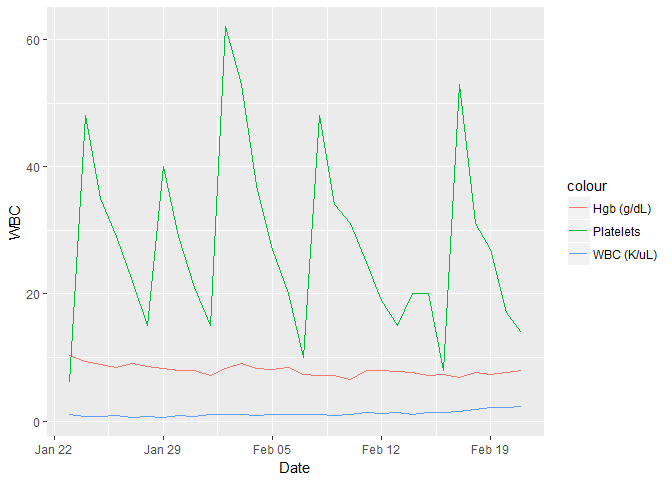 60
40
20
0
WBC
Jan 22
Jan 29
Feb 05
Feb 12
Feb 19
Date
colour
Hgb (g/dL)
Platelets
WBC (K/uL)